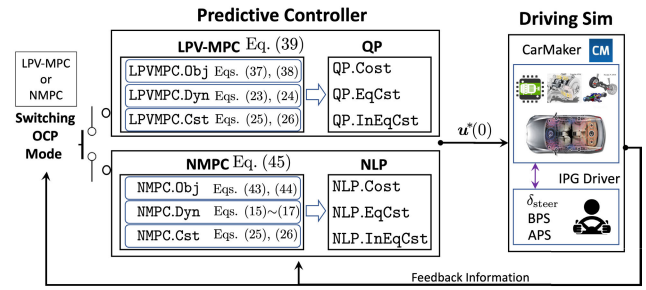 Predictive Controller
Driving Sim
LPV-MPC Eq. (39)
QP
LPVMPC.Obj Eqs. (37), (38)
LPVMPC.Dyn Eqs. (23), (24)
LPVMPC.Cst Eqs. (25), (26)
QP.Cost
QP.EqCst
QP.InEqCst
LPV-MPC
or
NMPC
Switching
OCP
Mode
NMPC Eq. (45)
NLP
NMPC.Obj Eqs. (43), (44)
NMPC.Dyn Eqs. (15)~(17)
NMPC.Cst Eqs. (25), (26)
NLP.Cost
NLP.EqCst
NLP.InEqCst
u*(0)
CarMaker CM
IPG Driver
δsteer
BPS
APS
Feedback Information